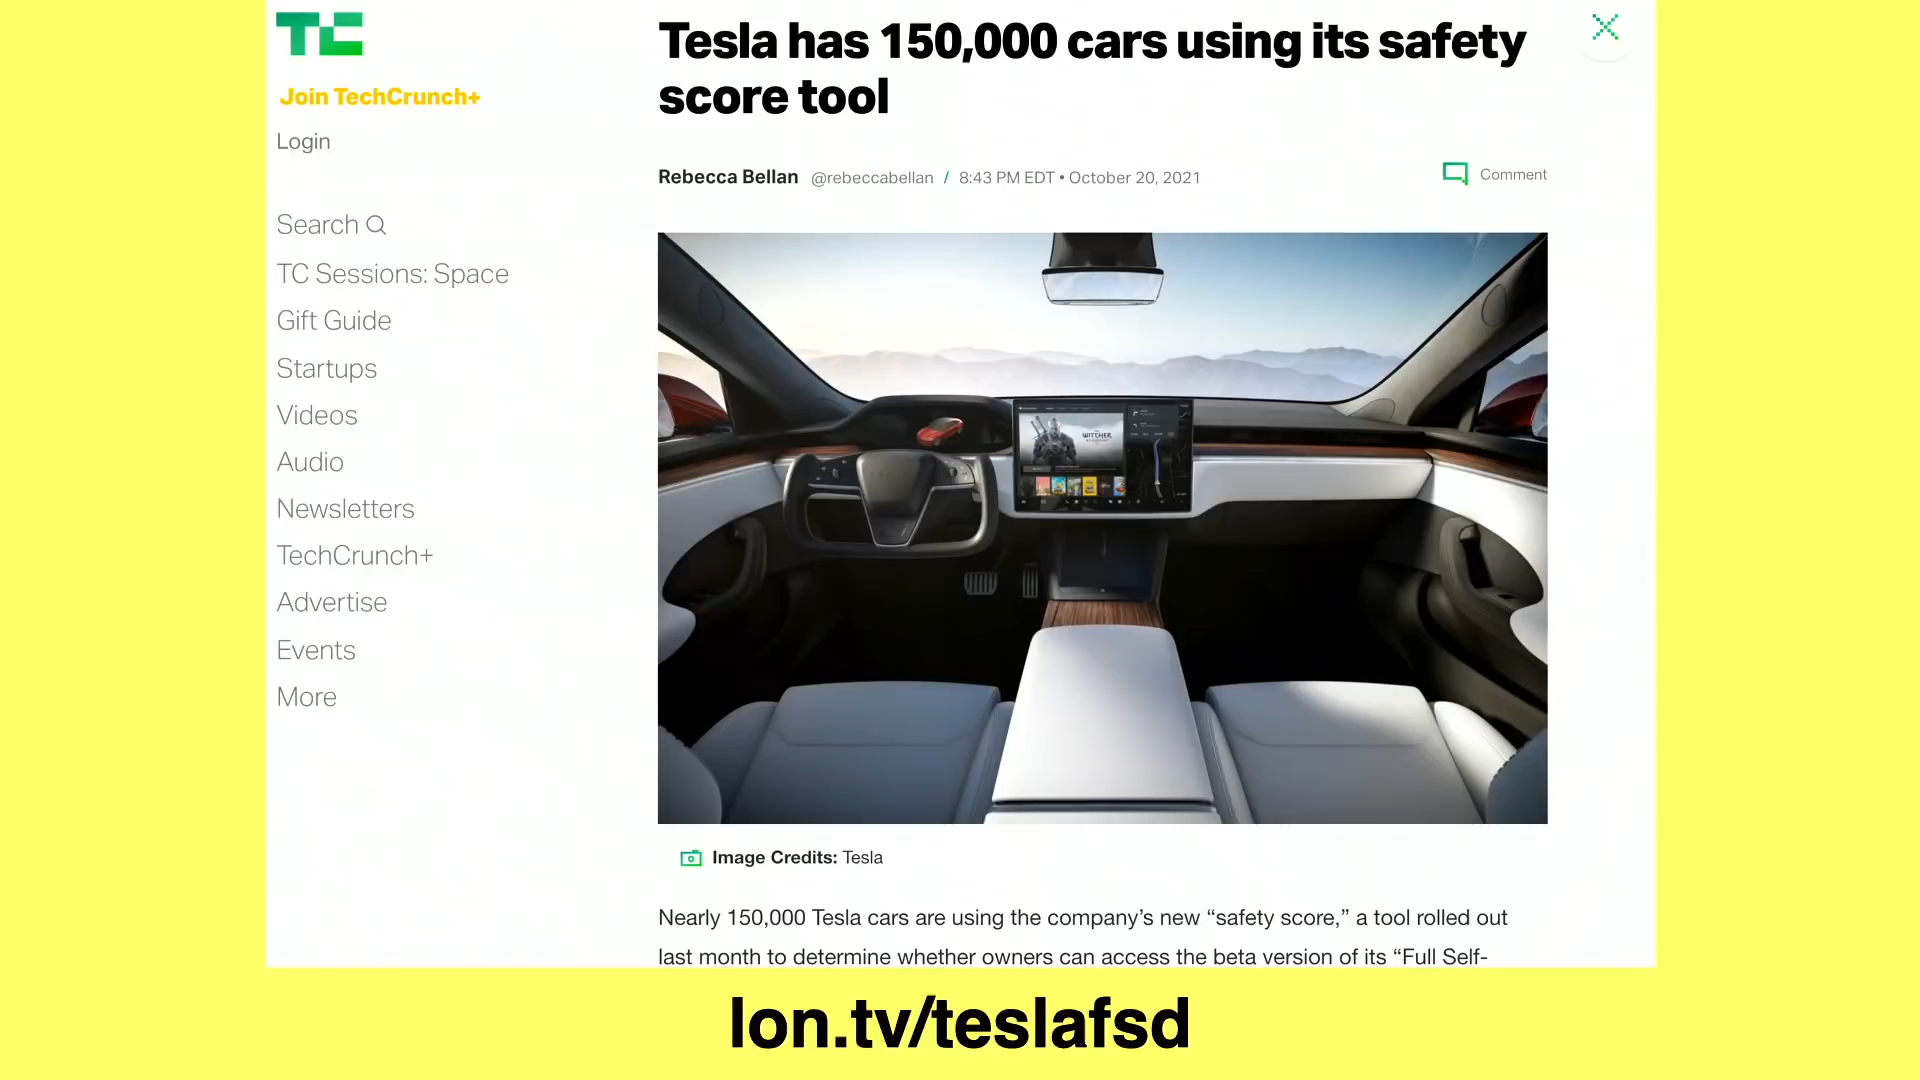 TC
Join TechCrunch+
Login
Search
TC Sessions: Space
Gift Guide
Startups
Videos
Audio
Newsletters
TechCrunch+
Advertise
Events
More
Tesla has 150,000 cars using its safety
score tool
Rebecca Bellan @rebeccabellan / 8:43 PM EDT • October 20, 2021
Comment
WITCHER
Image Credits: Tesla
Nearly 150,000 Tesla cars are using the company’s new “safety score,” a tool rolled out
last month to determine whether owners can access the beta version of its “Full Self-
lon.tv/teslafsd